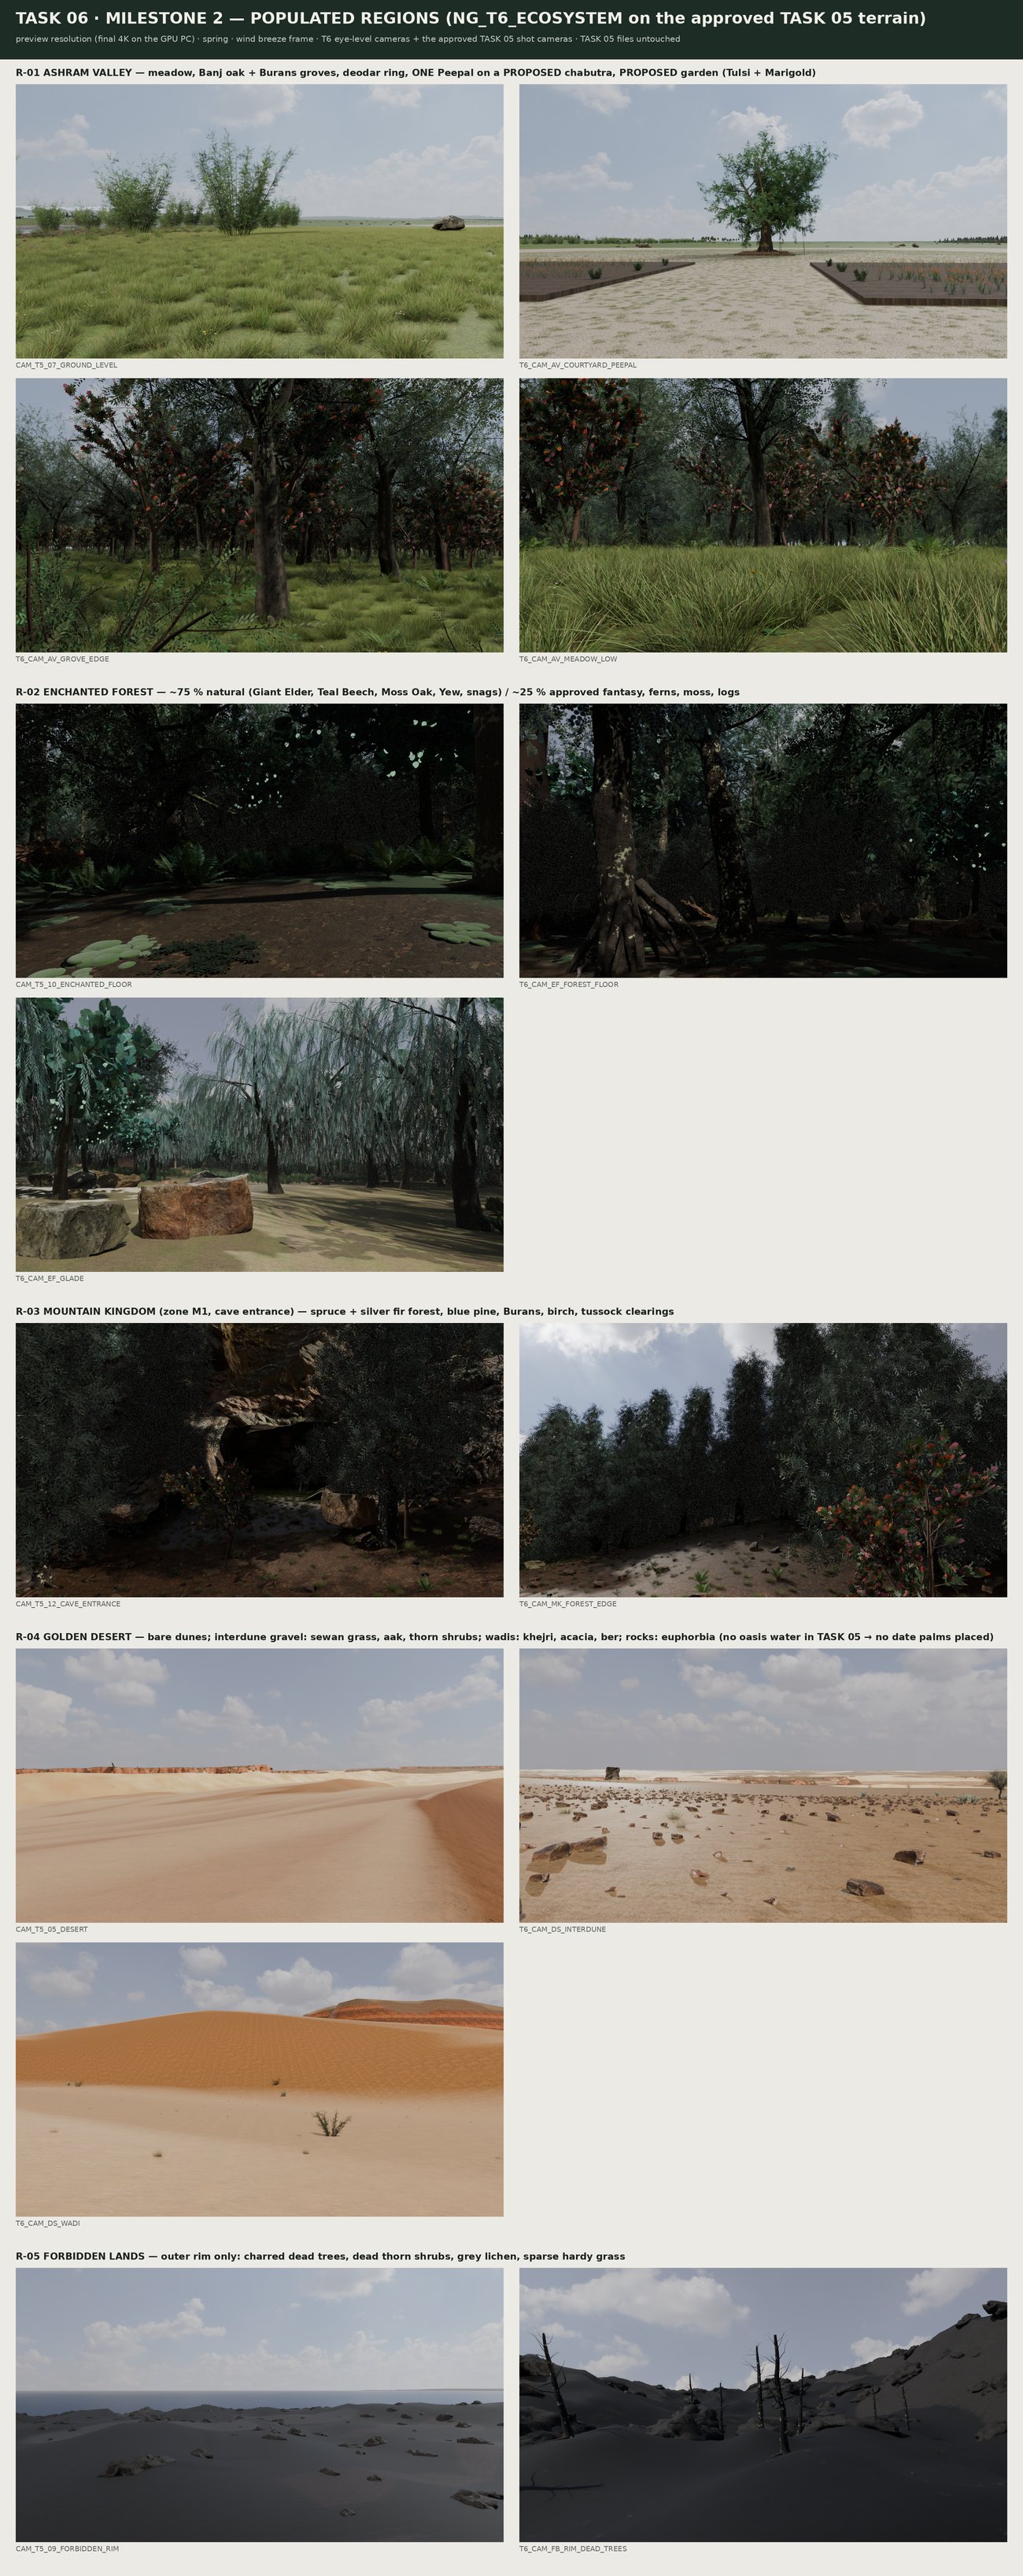 TASK 06 · MILESTONE 2 — POPULATED REGIONS (NG_T6_ECOSYSTEM on the approved TASK 05 terrain)
preview resolution (final 4K on the GPU PC) · spring · wind breeze frame · T6 eye-level cameras + the approved TASK 05 shot cameras · TASK 05 files untouched
R-01 ASHRAM VALLEY — meadow, Banj oak + Burans groves, deodar ring, ONE Peepal on a PROPOSED chabutra, PROPOSED garden (Tulsi + Marigold)
CAM_T5_07_GROUND_LEVEL
T6_CAM_AV_COURTYARD_PEEPAL
T6_CAM_AV_GROVE_EDGE
T6_CAM_AV_MEADOW_LOW
R-02 ENCHANTED FOREST — ~75 % natural (Giant Elder, Teal Beech, Moss Oak, Yew, snags) / ~25 % approved fantasy, ferns, moss, logs
CAM_T5_10_ENCHANTED_FLOOR
T6_CAM_EF_FOREST_FLOOR
T6_CAM_EF_GLADE
R-03 MOUNTAIN KINGDOM (zone M1, cave entrance) — spruce + silver fir forest, blue pine, Burans, birch, tussock clearings
CAM_T5_12_CAVE_ENTRANCE
T6_CAM_MK_FOREST_EDGE
R-04 GOLDEN DESERT — bare dunes; interdune gravel: sewan grass, aak, thorn shrubs; wadis: khejri, acacia, ber; rocks: euphorbia (no oasis water in TASK 05 → no date palms placed)
CAM_T5_05_DESERT
T6_CAM_DS_INTERDUNE
T6_CAM_DS_WADI
R-05 FORBIDDEN LANDS — outer rim only: charred dead trees, dead thorn shrubs, grey lichen, sparse hardy grass
CAM_T5_09_FORBIDDEN_RIM
T6_CAM_FB_RIM_DEAD_TREES